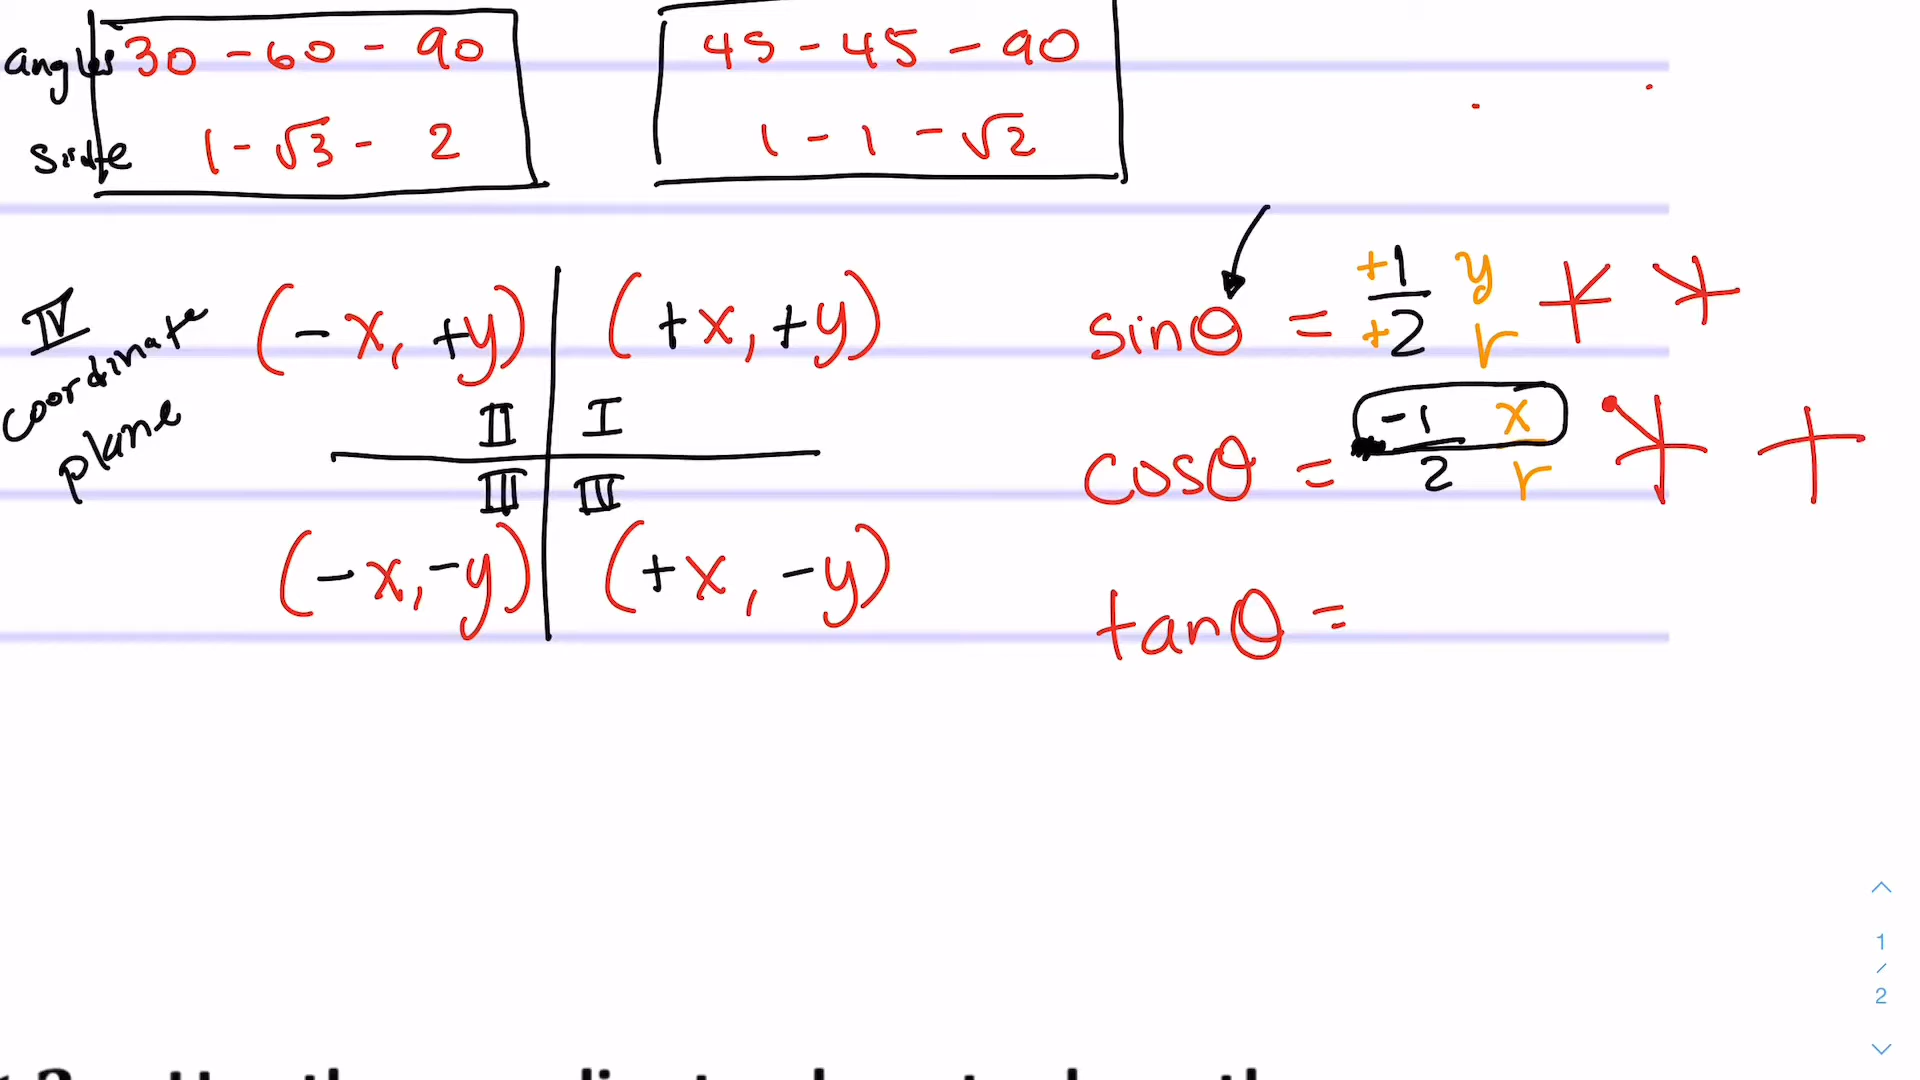 angles 30 - 60 - 90
side 1 - √3 - 2
45 - 45 - 90
1 - 1 - √2
IV
coordinate
plane
(-x, +y) (+x, +y)
II I
III IV
(-x, -y) (+x, -y)
sinθ = +1/+2 y/r
cosθ = -1/2 x/r
tanθ =
1
/
2